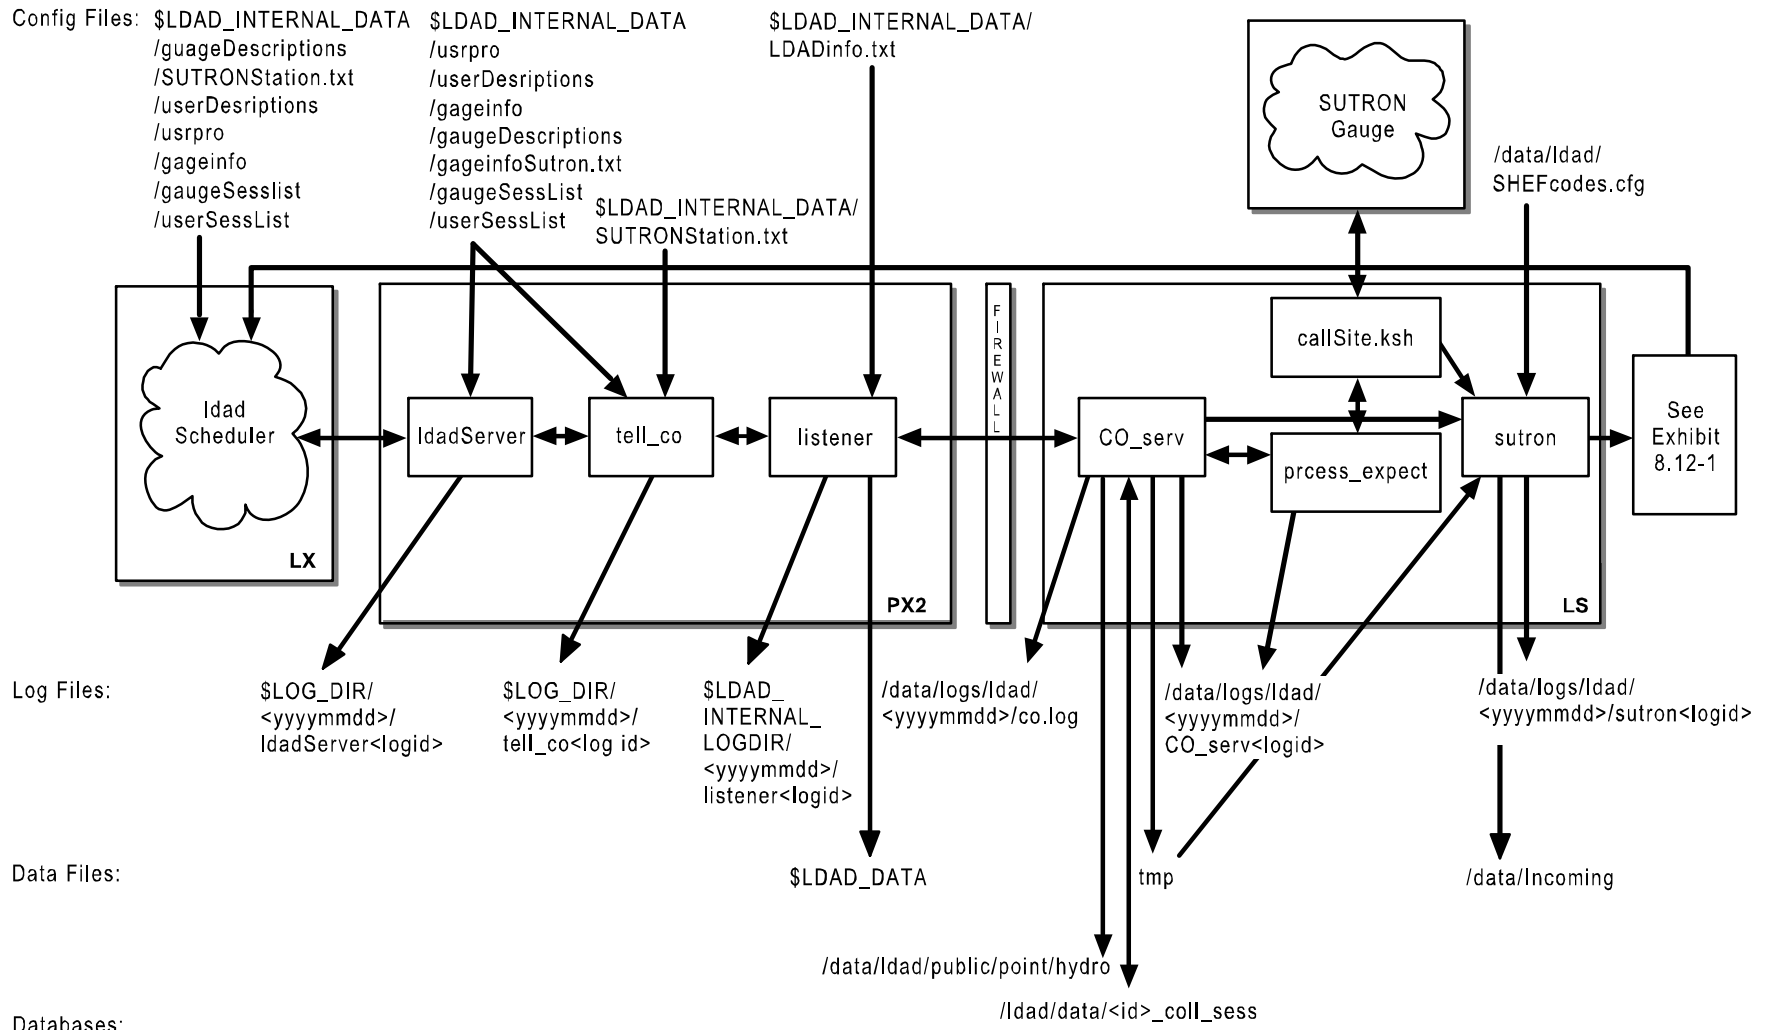 Config Files:
$LDAD_INTERNAL_DATA
/guageDescriptions
/SUTRONStation.txt
/userDesriptions
/usrpro
/gageinfo
/gaugeSesslist
/userSessList
$LDAD_INTERNAL_DATA
/usrpro
/userDesriptions
/gageinfo
/gaugeDescriptions
/gageinfoSutron.txt
/gaugeSessList
/userSessList
$LDAD_INTERNAL_DATA/
SUTRONStation.txt
$LDAD_INTERNAL_DATA/
LDADinfo.txt
SUTRON
Gauge
/data/ldad/
SHEFcodes.cfg
ldad
Scheduler
LX
ldadServer
tell_co
listener
PX2
FIREWALL
CO_serv
callSite.ksh
prcess_expect
sutron
LS
See
Exhibit
8.12-1
Log Files:
$LOG_DIR/
<yyyymmdd>/
ldadServer<logid>
$LOG_DIR/
<yyyymmdd>/
tell_co<log id>
$LDAD_
INTERNAL_
LOGDIR/
<yyyymmdd>/
listener<logid>
/data/logs/ldad/
<yyyymmdd>/co.log
/data/logs/ldad/
<yyyymmdd>/
CO_serv<logid>
/data/logs/ldad/
<yyyymmdd>/sutron<logid>
Data Files:
$LDAD_DATA
tmp
/data/Incoming
/data/ldad/public/point/hydro
/ldad/data/<id>_coll_sess
Databases: